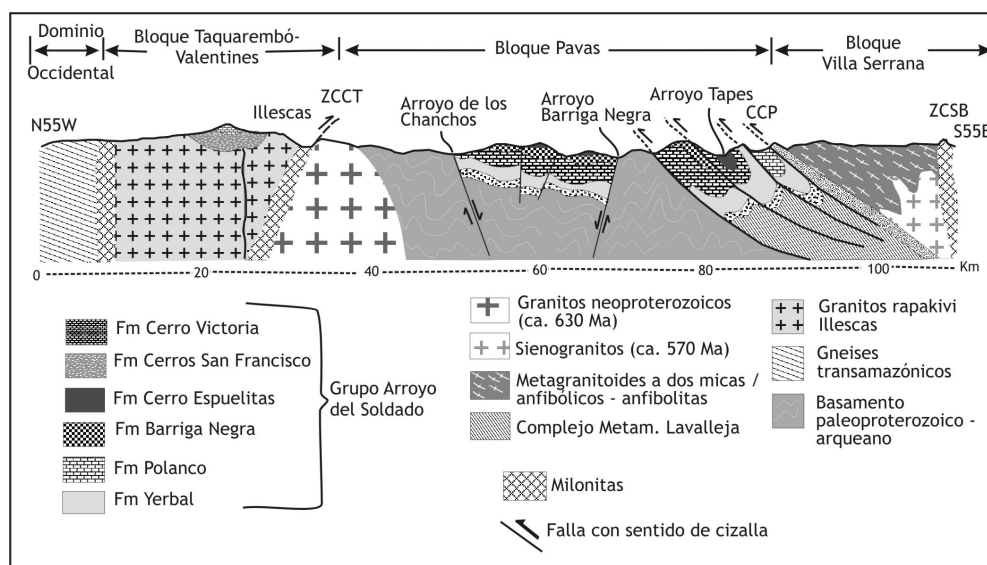 Dominio
Occidental
Bloque Taquarembó-
Valentines
Bloque Pavas
Bloque
Villa Serrana
N55W
Illescas
ZCCT
Arroyo de los
Chanchos
Arroyo
Barriga Negra
Arroyo Tapes
CCP
ZCSB
S55E
0 20 40 60 80 100 Km
Fm Cerro Victoria
Fm Cerros San Francisco
Fm Cerro Espuelitas
Fm Barriga Negra
Fm Polanco
Fm Yerbal
Grupo Arroyo
del Soldado
Granitos neoproterozoicos
(ca. 630 Ma)
Sienogranitos (ca. 570 Ma)
Metagranitoides a dos micas /
anfibólicos - anfibolitas
Complejo Metam. Lavalleja
Granitos rapakivi
Illescas
Gneises
transamazónicos
Basamento
paleoproterozoico -
arqueano
Milonitas
Falla con sentido de cizalla